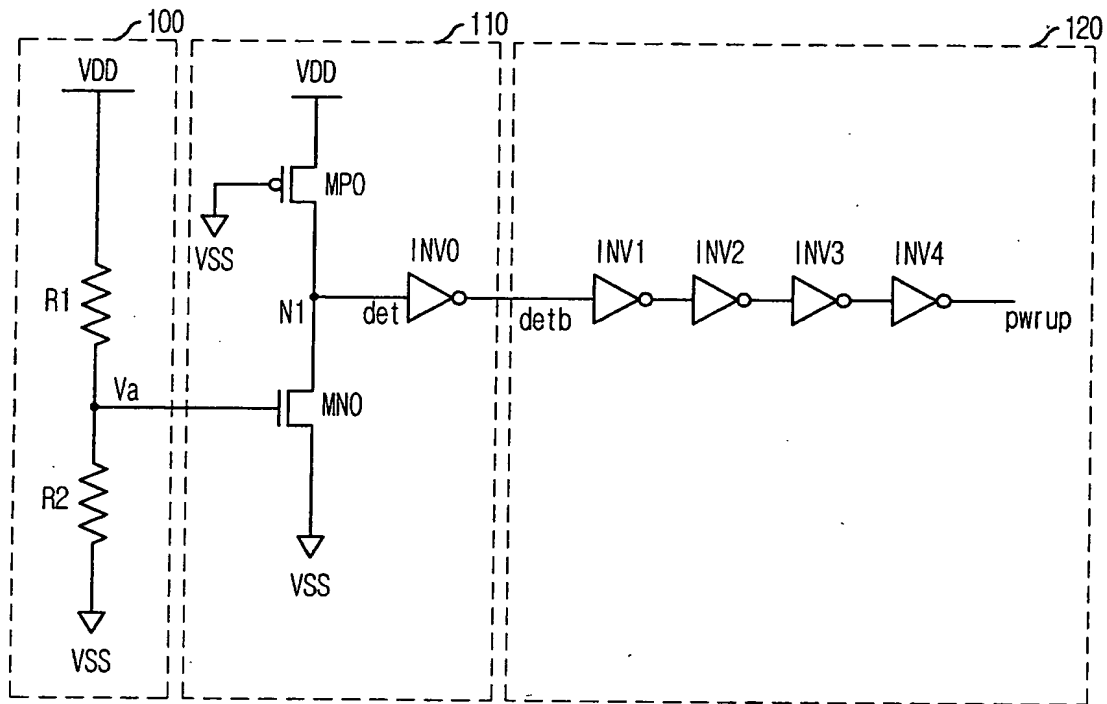 100
110
120
VDD
VDD
MP0
VSS
R1
N1
det
INV0
detb
INV1
INV2
INV3
INV4
pwrup
Va
MN0
R2
VSS
VSS